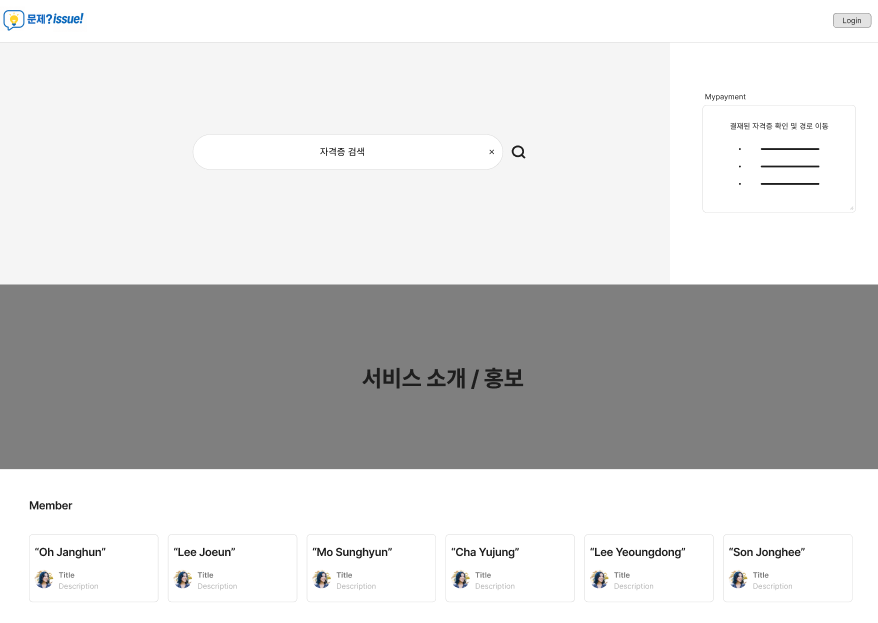 문제?issue!
Login
자격증 검색
×
Mypayment
결제된 자격증 확인 및 경로 이동
서비스 소개 / 홍보
Member
“Oh Janghun”
Title
Description
“Lee Joeun”
Title
Description
“Mo Sunghyun”
Title
Description
“Cha Yujung”
Title
Description
“Lee Yeoungdong”
Title
Description
“Son Jonghee”
Title
Description